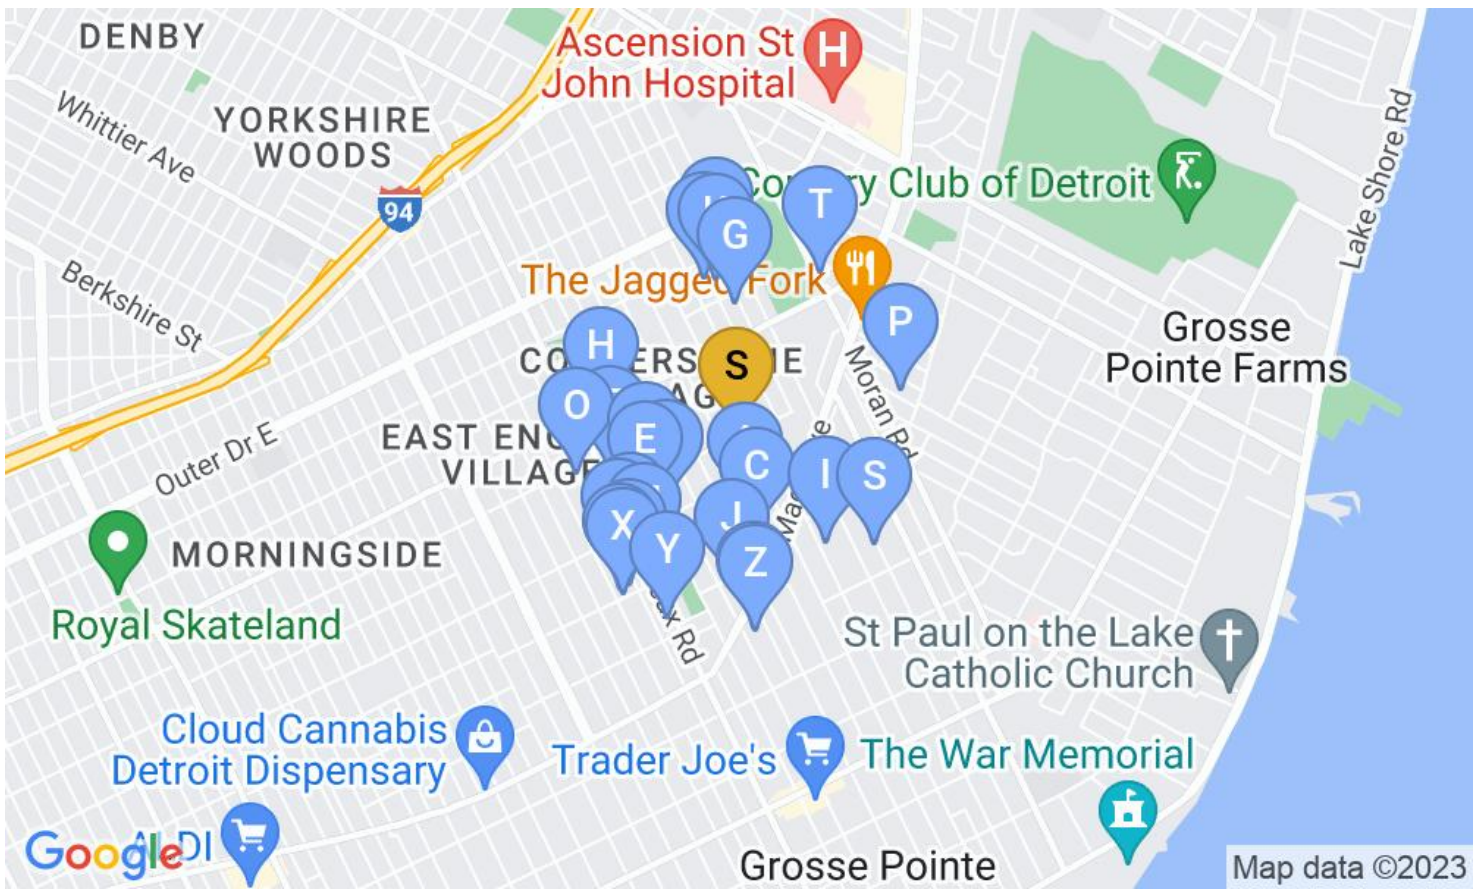 DENBY
Ascension St
John Hospital
H
Whittier Ave
YORKSHIRE
WOODS
Lake Shore Rd
Country Club of Detroit
T
94
G
Berkshire St
The Jagged Fork
P
Grosse
Pointe Farms
H
S
Moran Rd
O
Outer Dr E
EAST ENG
VILLAGE
E
C
I
S
J
X
Y
Z
MORNINGSIDE
Royal Skateland
St Paul on the Lake
Catholic Church
Cloud Cannabis
Detroit Dispensary
Trader Joe's
The War Memorial
Google
ALDI
Grosse Pointe
Map data ©2023